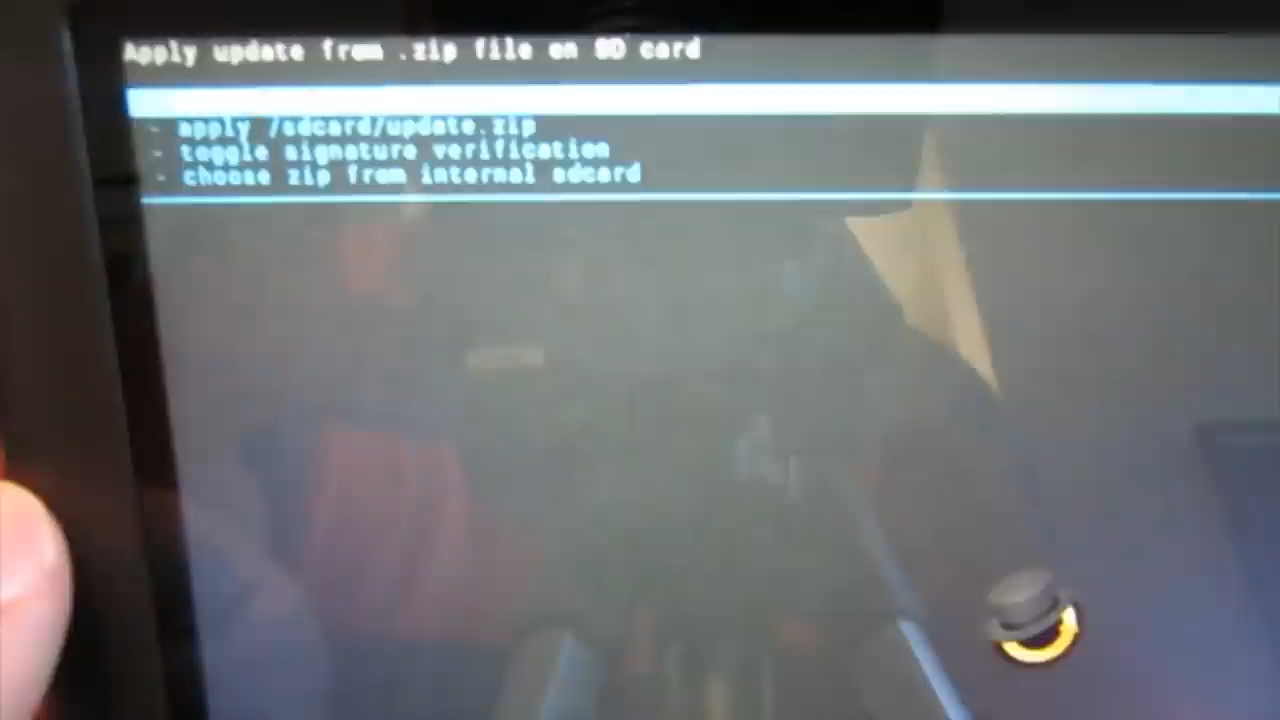 Apply update from .zip file on SD card
- apply /sdcard/update.zip
- toggle signature verification
- choose zip from internal sdcard